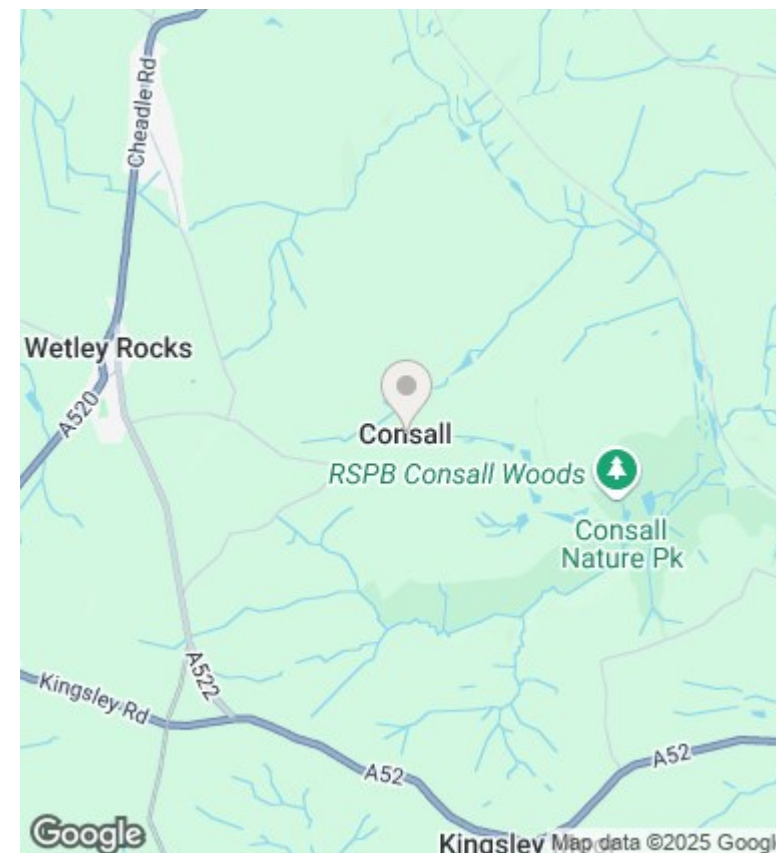 Cheadle Rd
Wetley Rocks
A520
Consall
RSPB Consall Woods
Consall
Nature Pk
A522
Kingsley Rd
A52
A52
Google
Kingsley
Map data ©2025 Googl